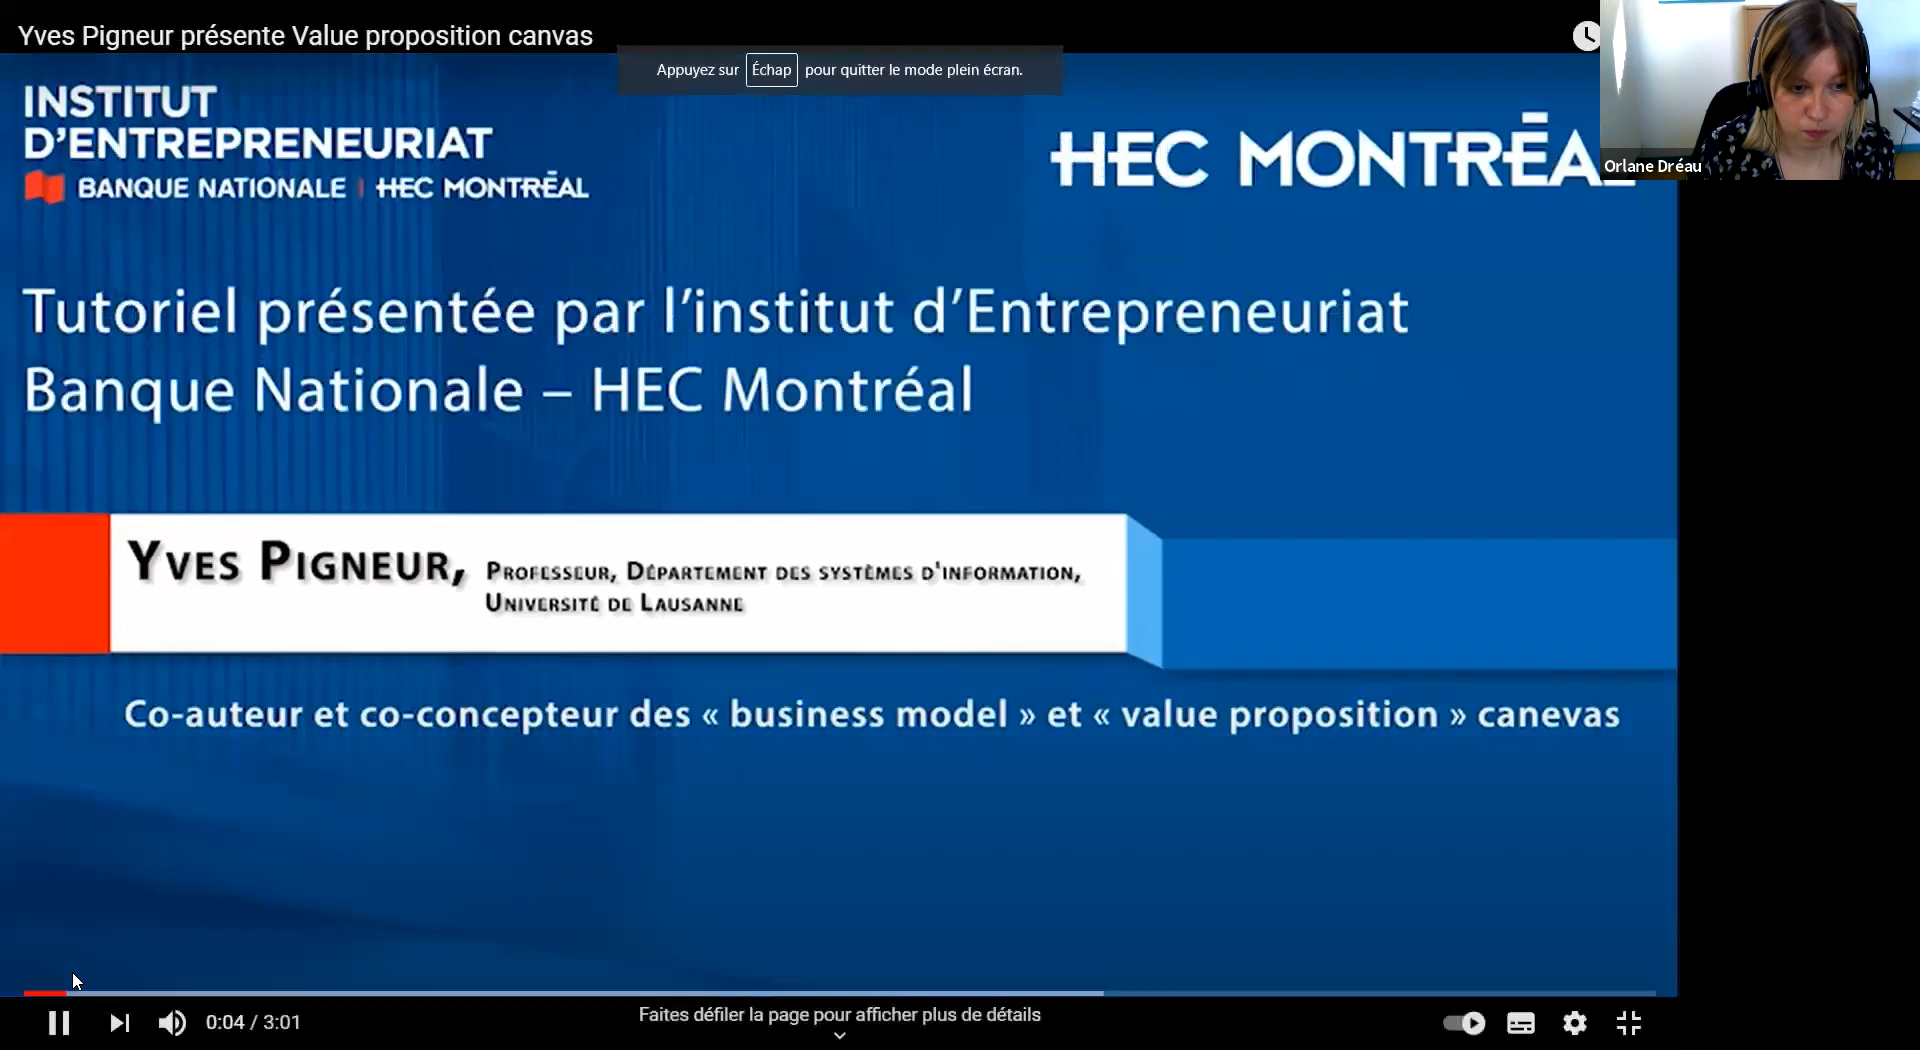 Yves Pigneur présente Value proposition canvas
Appuyez sur Échap pour quitter le mode plein écran.
INSTITUT
D'ENTREPRENEURIAT
BANQUE NATIONALE | HEC MONTRÉAL
HEC MONTRÉAL
Orlane Dréau
Tutoriel présentée par l'institut d'Entrepreneuriat
Banque Nationale – HEC Montréal
YVES PIGNEUR, PROFESSEUR, DÉPARTEMENT DES SYSTÈMES D'INFORMATION,
UNIVERSITÉ DE LAUSANNE
Co-auteur et co-concepteur des « business model » et « value proposition » canevas
0:04 / 3:01
Faites défiler la page pour afficher plus de détails